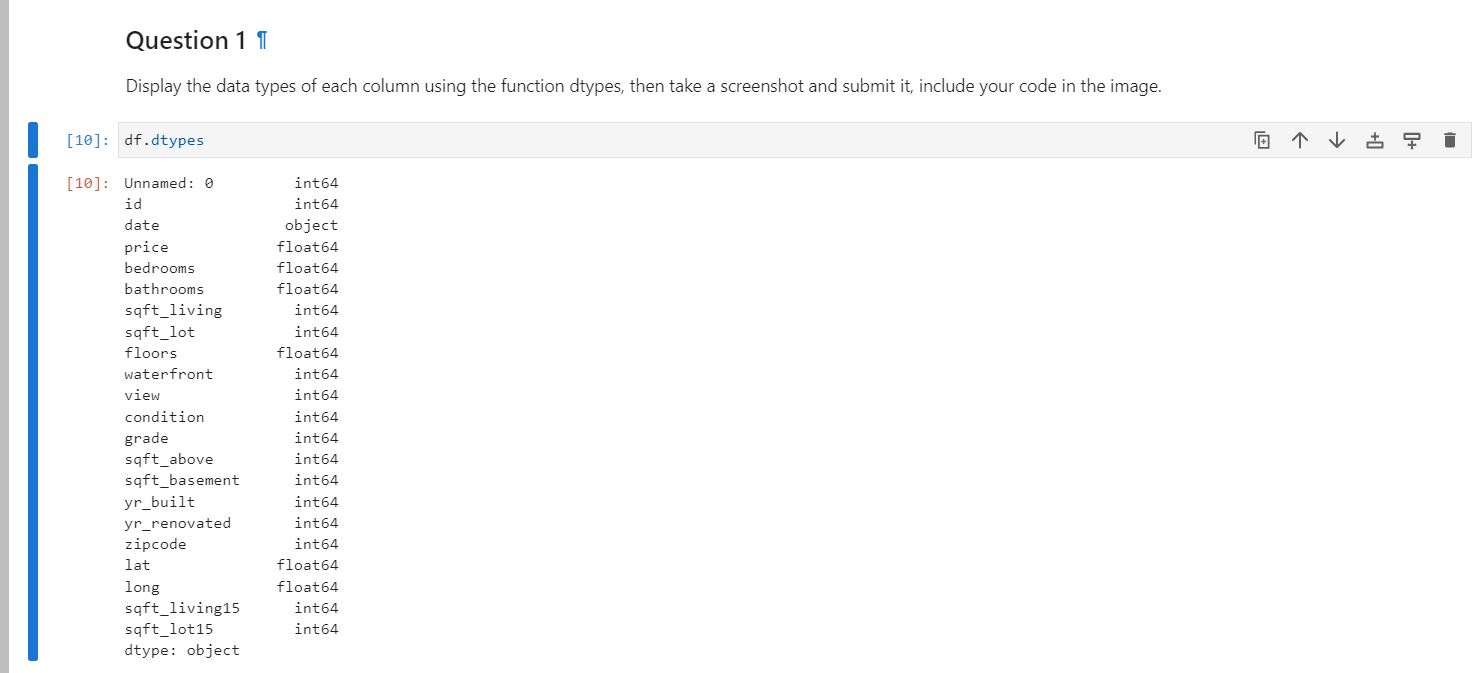 Question 1 ¶
Display the data types of each column using the function dtypes, then take a screenshot and submit it, include your code in the image.
[10]: df.dtypes
[10]: Unnamed: 0 int64
id int64
date object
price float64
bedrooms float64
bathrooms float64
sqft_living int64
sqft_lot int64
floors float64
waterfront int64
view int64
condition int64
grade int64
sqft_above int64
sqft_basement int64
yr_built int64
yr_renovated int64
zipcode int64
lat float64
long float64
sqft_living15 int64
sqft_lot15 int64
dtype: object